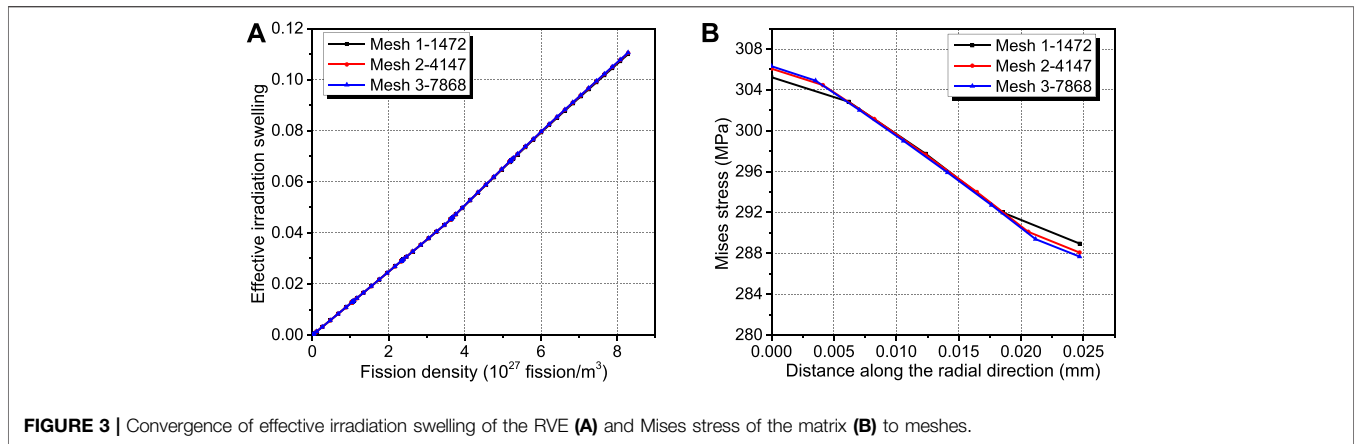 A
0.12
0.10
0.08
0.06
0.04
0.02
0.00
Effective irradiation swelling
Mesh 1-1472
Mesh 2-4147
Mesh 3-7868
0
2
4
6
8
Fission density (10²⁷ fission/m³)
B
308
304
300
296
292
288
284
280
Mises stress (MPa)
Mesh 1-1472
Mesh 2-4147
Mesh 3-7868
0.000
0.005
0.010
0.015
0.020
0.025
Distance along the radial direction (mm)
FIGURE 3 | Convergence of effective irradiation swelling of the RVE (A) and Mises stress of the matrix (B) to meshes.